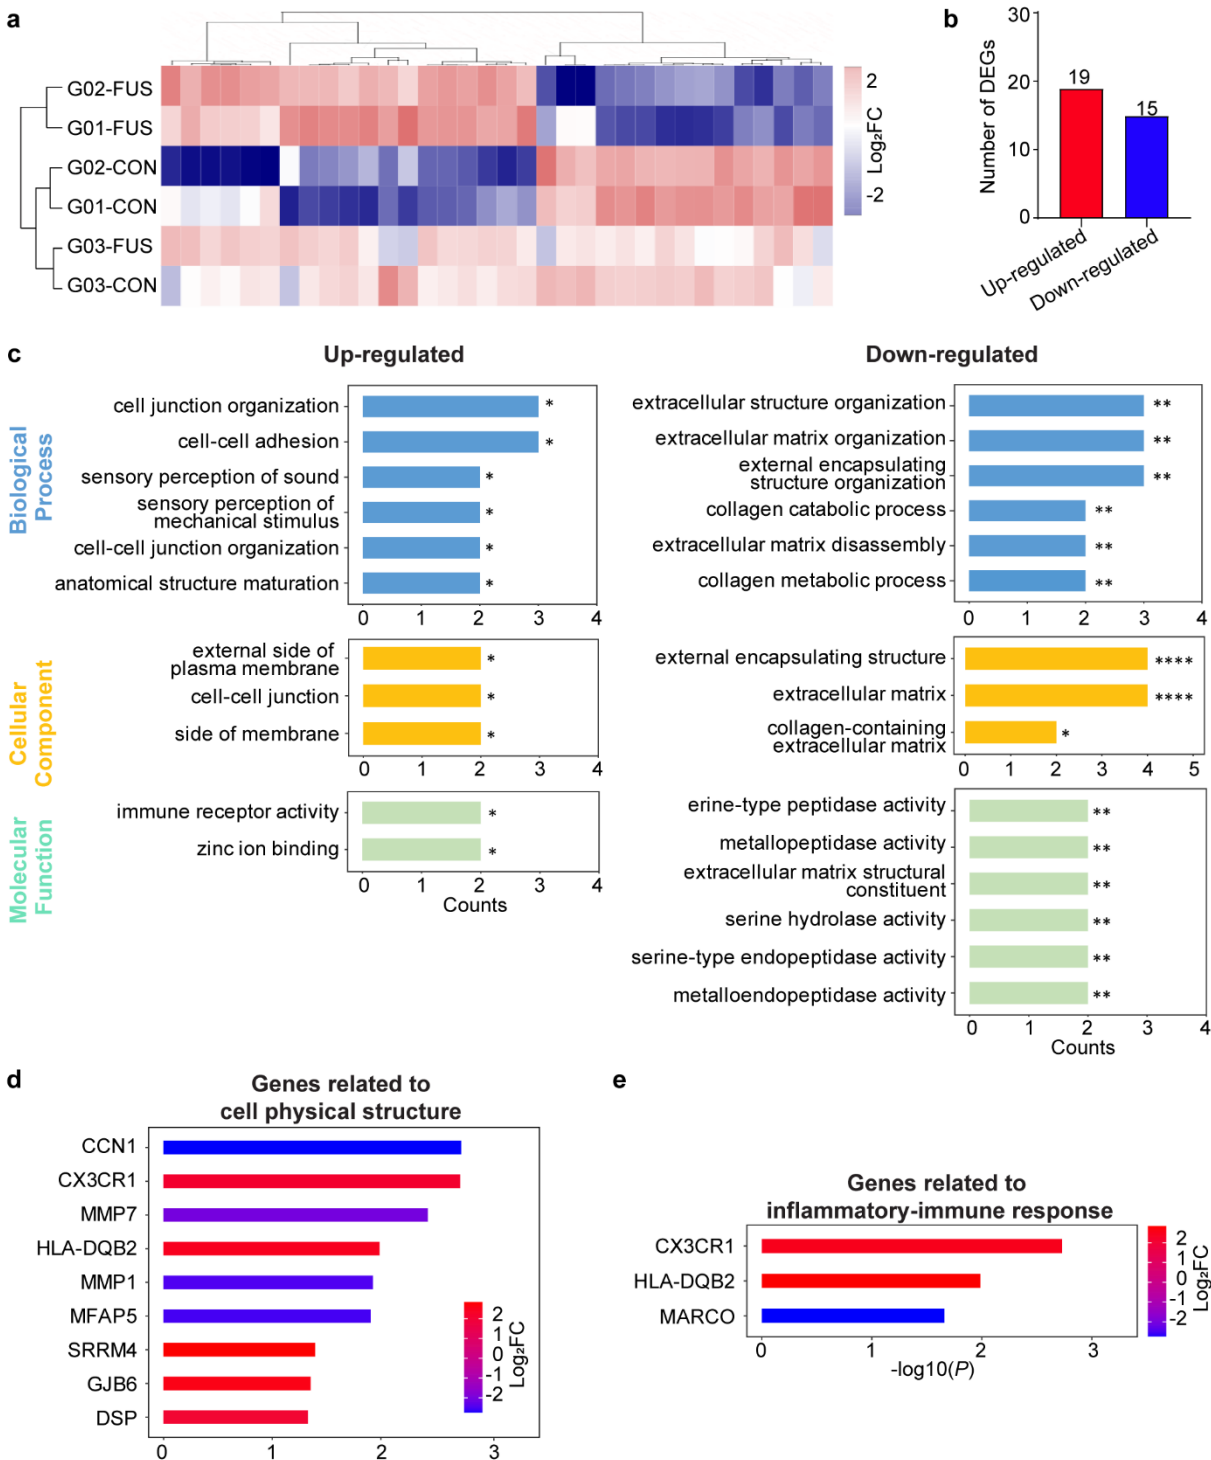 a
G02-FUS
G01-FUS
G02-CON
G01-CON
G03-FUS
G03-CON
2
-2
Log₂FC
b
30
20
10
0
Number of DEGs
19
15
Up-regulated
Down-regulated
c
Up-regulated
Down-regulated
Biological
Process
cell junction organization
cell-cell adhesion
sensory perception of sound
sensory perception of
mechanical stimulus
cell-cell junction organization
anatomical structure maturation
*
*
*
*
*
*
0 1 2 3 4
extracellular structure organization
extracellular matrix organization
external encapsulating
structure organization
collagen catabolic process
extracellular matrix disassembly
collagen metabolic process
**
**
**
**
**
**
0 1 2 3 4
Cellular
Component
external side of
plasma membrane
cell-cell junction
side of membrane
*
*
*
0 1 2 3 4
external encapsulating structure
extracellular matrix
collagen-containing
extracellular matrix
****
****
*
0 1 2 3 4 5
Molecular
Function
immune receptor activity
zinc ion binding
*
*
0 1 2 3 4
Counts
erine-type peptidase activity
metallopeptidase activity
extracellular matrix structural
constituent
serine hydrolase activity
serine-type endopeptidase activity
metalloendopeptidase activity
**
**
**
**
**
**
0 1 2 3 4
Counts
d
Genes related to
cell physical structure
CCN1
CX3CR1
MMP7
HLA-DQB2
MMP1
MFAP5
SRRM4
GJB6
DSP
0 1 2 3
2
1
0
-1
-2
Log₂FC
e
Genes related to
inflammatory-immune response
CX3CR1
HLA-DQB2
MARCO
0 1 2 3
-log10(P)
2
1
0
-1
-2
Log₂FC